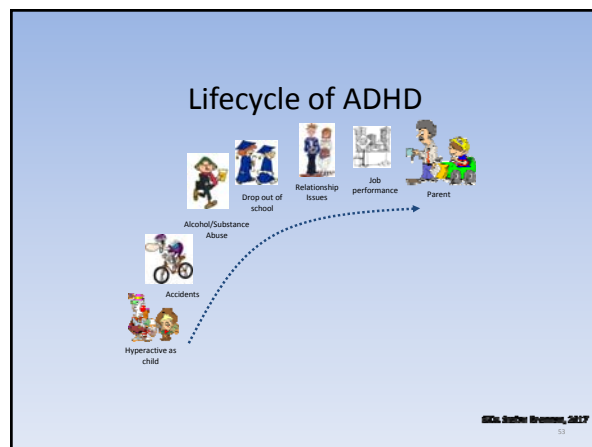 Lifecycle of ADHD
Relationship
Issues
Job
performance
Parent
Drop out of
school
Alcohol/Substance
Abuse
Accidents
Hyperactive as
child
2017
53